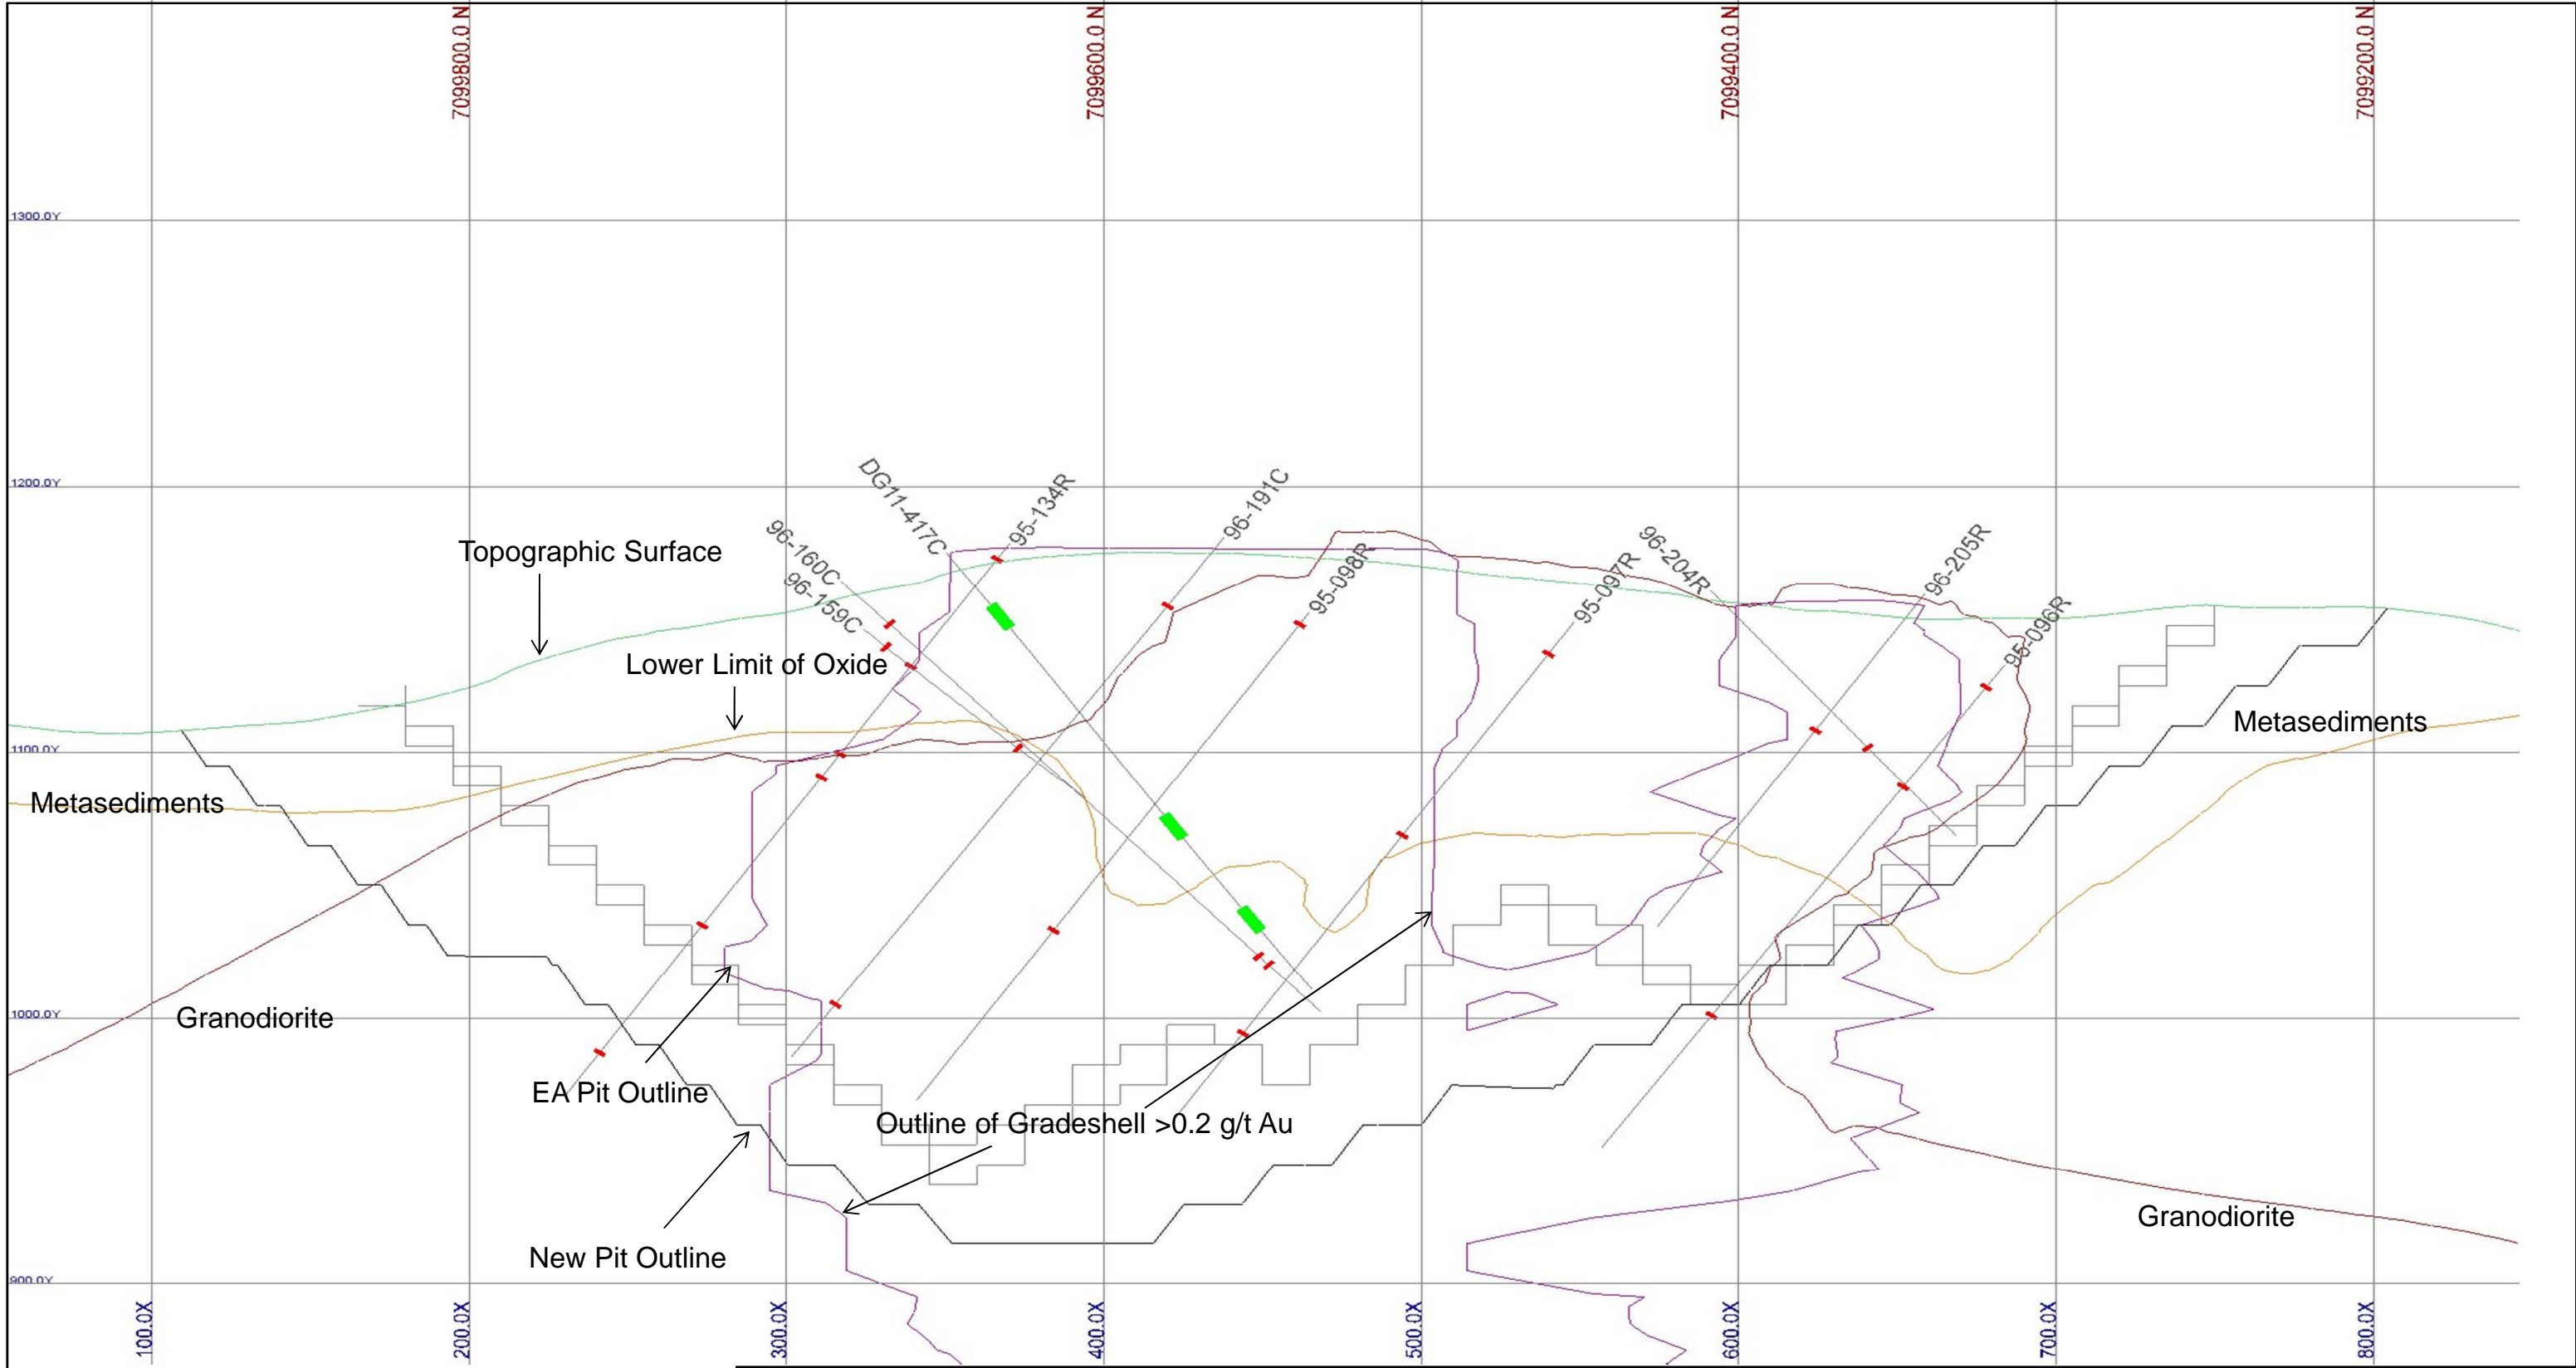 7099800.0 N
7099600.0 N
7099400.0 N
7099200.0 N
1300.0Y
1200.0Y
DG11-417C
95-134R
96-191C
96-160C
96-159C
95-098R
95-097R
96-204R
96-205R
95-096R
Topographic Surface
Lower Limit of Oxide
Metasediments
1100.0Y
Metasediments
Granodiorite
1000.0Y
EA Pit Outline
Outline of Gradeshell >0.2 g/t Au
Granodiorite
New Pit Outline
900.0Y
100.0X
200.0X
300.0X
400.0X
500.0X
600.0X
700.0X
800.0X